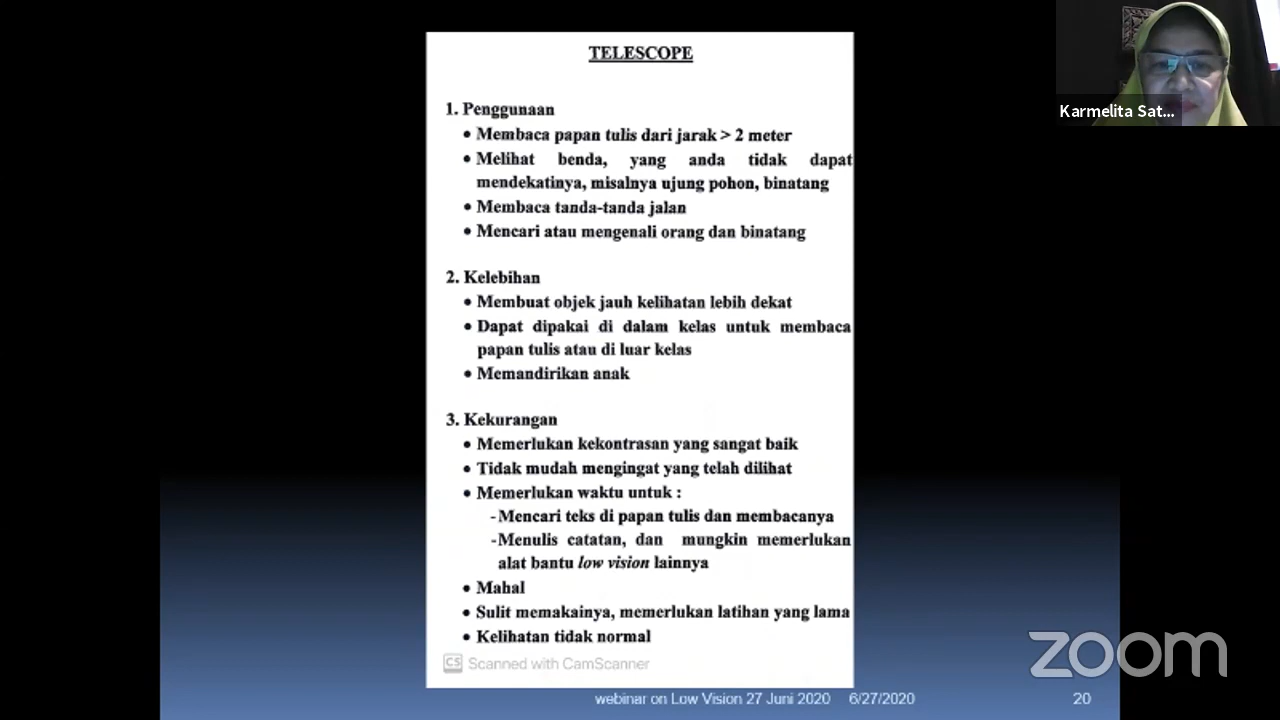 TELESCOPE
1. Penggunaan
• Membaca papan tulis dari jarak > 2 meter
• Melihat benda, yang anda tidak dapat
mendekatinya, misalnya ujung pohon, binatang
• Membaca tanda-tanda jalan
• Mencari atau mengenali orang dan binatang
2. Kelebihan
• Membuat objek jauh kelihatan lebih dekat
• Dapat dipakai di dalam kelas untuk membaca
papan tulis atau di luar kelas
• Memandirikan anak
3. Kekurangan
• Memerlukan kekontrasan yang sangat baik
• Tidak mudah mengingat yang telah dilihat
• Memerlukan waktu untuk :
-Mencari teks di papan tulis dan membacanya
-Menulis catatan, dan mungkin memerlukan
alat bantu low vision lainnya
• Mahal
• Sulit memakainya, memerlukan latihan yang lama
• Kelihatan tidak normal
CS Scanned with CamScanner
webinar on Low Vision 27 Juni 2020 6/27/2020 20
Karmelita Sat...
zoom